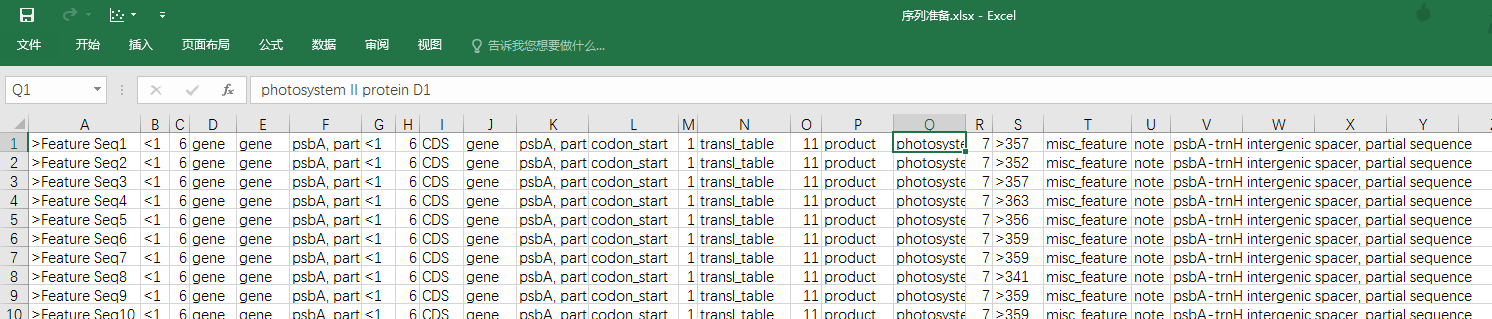 序列准备.xlsx - Excel
文件 开始 插入 页面布局 公式 数据 审阅 视图 告诉我您想要做什么...
Q1 fx photosystem II protein D1
A B C D E F G H I J K L M N O P Q R S T U V W X Y
1 >Feature Seq1 <1 6 gene gene psbA, part <1 6 CDS gene psbA, part codon_start 1 transl_table 11 product photosyste 7 >357 misc_feature note psbA-trnH intergenic spacer, partial sequence
2 >Feature Seq2 <1 6 gene gene psbA, part <1 6 CDS gene psbA, part codon_start 1 transl_table 11 product photosyste 7 >352 misc_feature note psbA-trnH intergenic spacer, partial sequence
3 >Feature Seq3 <1 6 gene gene psbA, part <1 6 CDS gene psbA, part codon_start 1 transl_table 11 product photosyste 7 >357 misc_feature note psbA-trnH intergenic spacer, partial sequence
4 >Feature Seq4 <1 6 gene gene psbA, part <1 6 CDS gene psbA, part codon_start 1 transl_table 11 product photosyste 7 >363 misc_feature note psbA-trnH intergenic spacer, partial sequence
5 >Feature Seq5 <1 6 gene gene psbA, part <1 6 CDS gene psbA, part codon_start 1 transl_table 11 product photosyste 7 >356 misc_feature note psbA-trnH intergenic spacer, partial sequence
6 >Feature Seq6 <1 6 gene gene psbA, part <1 6 CDS gene psbA, part codon_start 1 transl_table 11 product photosyste 7 >359 misc_feature note psbA-trnH intergenic spacer, partial sequence
7 >Feature Seq7 <1 6 gene gene psbA, part <1 6 CDS gene psbA, part codon_start 1 transl_table 11 product photosyste 7 >359 misc_feature note psbA-trnH intergenic spacer, partial sequence
8 >Feature Seq8 <1 6 gene gene psbA, part <1 6 CDS gene psbA, part codon_start 1 transl_table 11 product photosyste 7 >341 misc_feature note psbA-trnH intergenic spacer, partial sequence
9 >Feature Seq9 <1 6 gene gene psbA, part <1 6 CDS gene psbA, part codon_start 1 transl_table 11 product photosyste 7 >359 misc_feature note psbA-trnH intergenic spacer, partial sequence
10 >Feature Seq10 <1 6 gene gene psbA, part <1 6 CDS gene psbA, part codon_start 1 transl_table 11 product photosyste 7 >359 misc_feature note psbA-trnH intergenic spacer, partial sequence